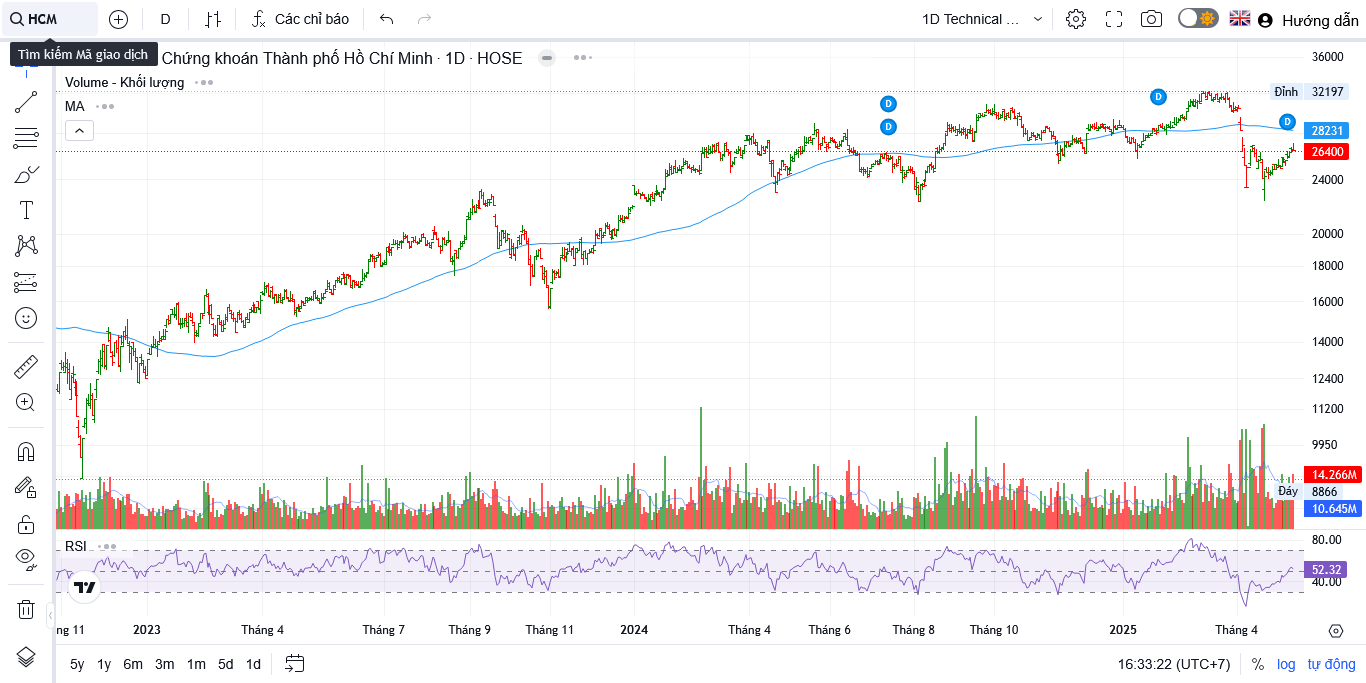 HCM
D
Các chỉ báo
1D Technical ...
Hướng dẫn
Tìm kiếm Mã giao dịch
Chứng khoán Thành phố Hồ Chí Minh · 1D · HOSE
Volume - Khối lượng
MA
D
D
D
D
36000
Đỉnh 32197
28231
26400
24000
20000
18000
16000
14000
12400
11200
9950
14.266M
Đáy 8866
10.645M
RSI
80.00
52.32
40.00
ng 11 2023 Tháng 4 Tháng 7 Tháng 9 Tháng 11 2024 Tháng 4 Tháng 6 Tháng 8 Tháng 10 2025 Tháng 4
5y 1y 6m 3m 1m 5d 1d
16:33:22 (UTC+7) % log tự động